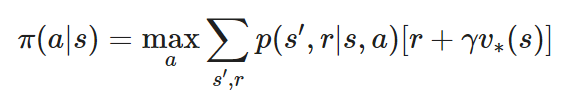 π(a|s) = max_a ∑_{s',r} p(s', r|s, a)[r + γv_*(s)]